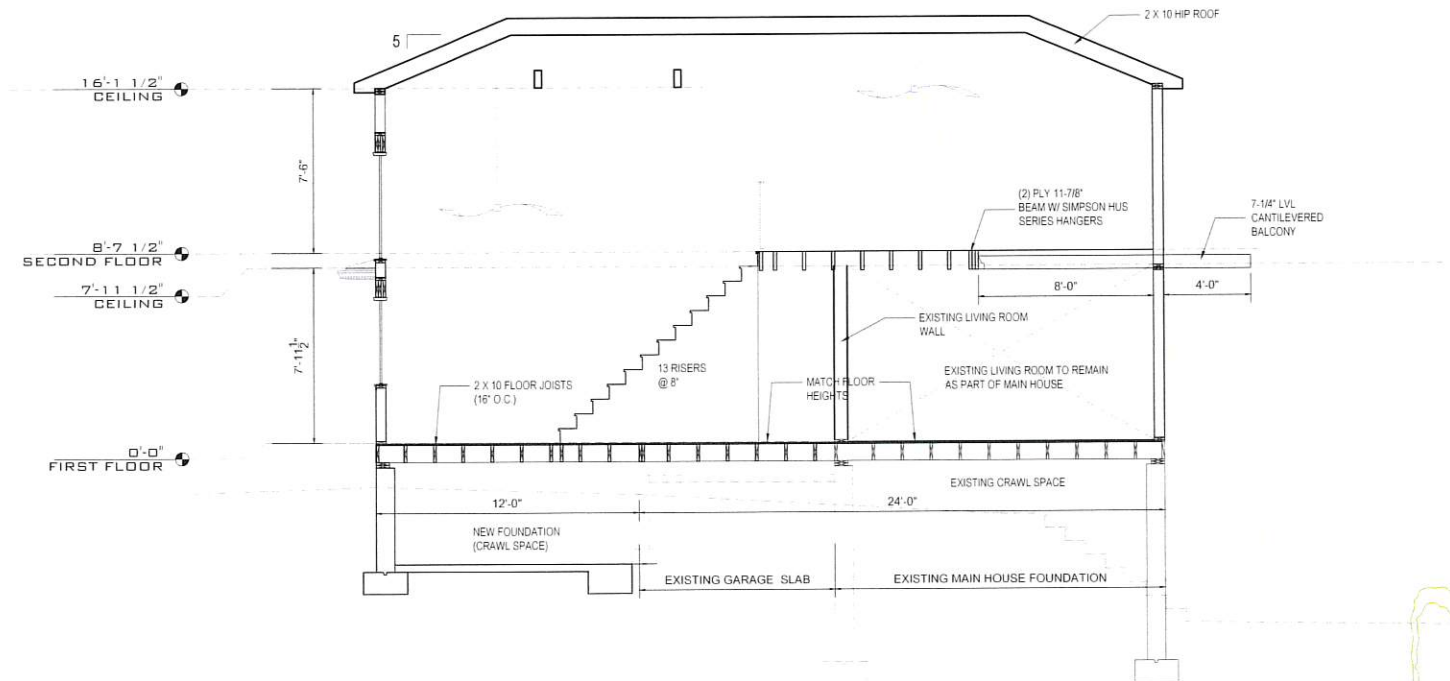 2 X 10 HIP ROOF
5
16'-1 1/2"
CEILING
7'-6"
(2) PLY 11-7/8"
BEAM W/ SIMPSON HUS
SERIES HANGERS
7-1/4" LVL
CANTILEVERED
BALCONY
8'-7 1/2"
SECOND FLOOR
7'-11 1/2"
CEILING
8'-0"
4'-0"
EXISTING LIVING ROOM
WALL
7'-11 1/2"
13 RISERS
@ 8"
2 X 10 FLOOR JOISTS
(16" O.C.)
MATCH FLOOR
HEIGHTS
EXISTING LIVING ROOM TO REMAIN
AS PART OF MAIN HOUSE
0'-0"
FIRST FLOOR
EXISTING CRAWL SPACE
12'-0"
24'-0"
NEW FOUNDATION
(CRAWL SPACE)
EXISTING GARAGE SLAB
EXISTING MAIN HOUSE FOUNDATION